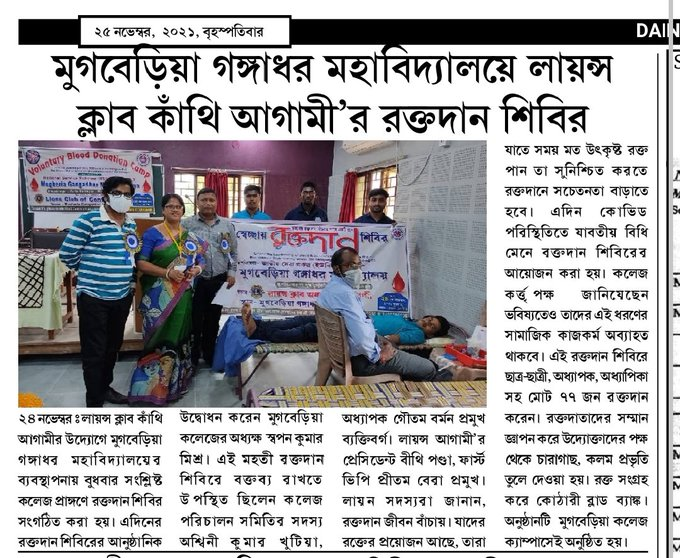 ২৫ নভেম্বর, ২০২১, বৃহস্পতিবার
DAIN
মুগবেড়িয়া গঙ্গাধর মহাবিদ্যালয়ে লায়ন্স
ক্লাব কাঁথি আগামী’র রক্তদান শিবির
Voluntary Blood Donation Camp
Mugberia Gangadhar
Lions Club of
স্বেচ্ছায় রক্তদান শিবির
মুগবেড়িয়া গঙ্গাধর মহাবিদ্যালয়
২৪ নভেম্বর ঃ লায়ন্স ক্লাব কাঁথি
আগামীর উদ্যোগে মুগবেড়িয়া
গঙ্গাধর মহাবিদ্যালয়ের
ব্যবস্থাপনায় বুধবার সংশ্লিষ্ট
কলেজ প্রাঙ্গণে রক্তদান শিবির
সংগঠিত করা হয়। এদিনের
রক্তদান শিবিরের আনুষ্ঠানিক
উদ্বোধন করেন মুগবেড়িয়া
কলেজের অধ্যক্ষ স্বপন কুমার
মিশ্র। এই মহতী রক্তদান
শিবিরে বক্তব্য রাখতে
উপস্থিত ছিলেন কলেজ
পরিচালন সমিতির সদস্য
অশ্বিনী কুমার খুটিয়া,
অধ্যাপক গৌতম বর্মন প্রমুখ
ব্যক্তিবর্গ। লায়ন্স আগামী’র
প্রেসিডেন্ট বীথি পণ্ডা, ফার্স্ট
ভিপি প্রীতম বেরা প্রমুখ।
লায়ন সদস্যরা জানান,
রক্তদান জীবন বাঁচায়। যাদের
রক্তের প্রয়োজন আছে, তারা
যাতে সময় মত উৎকৃষ্ট রক্ত
পান তা সুনিশ্চিত করতে
রক্তদানে সচেতনতা বাড়াতে
হবে। এদিন কোভিড
পরিস্থিতিতে যাবতীয় বিধি
মেনে বক্তদান শিবিরের
আয়োজন করা হয়। কলেজ
কর্তৃপক্ষ জানিয়েছেন
ভবিষ্যতেও তাদের এই ধরণের
সামাজিক কাজকর্ম অব্যাহত
থাকবে। এই রক্তদান শিবিরে
ছাত্র-ছাত্রী, অধ্যাপক, অধ্যাপিকা
সহ মোট ৭৭ জন রক্তদান
করেন। রক্তদাতাদের সম্মান
জ্ঞাপন করে উদ্যোক্তাদের পক্ষ
থেকে চারাগাছ, কলম প্রভৃতি
তুলে দেওয়া হয়। রক্ত সংগ্রহ
করে কোঠারী ব্লাড ব্যাঙ্ক।
অনুষ্ঠানটি মুগবেড়িয়া কলেজ
ক্যাম্পাসেই অনুষ্ঠিত হয়।